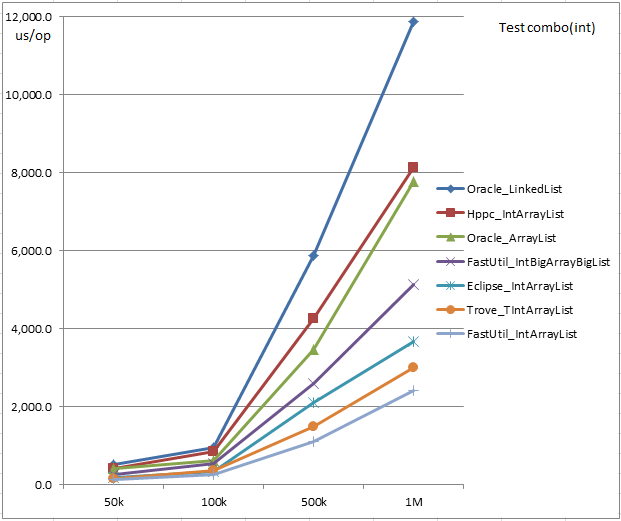 12,000.0
us/op
Test combo(int)
10,000.0
8,000.0
6,000.0
4,000.0
2,000.0
0.0
Oracle_LinkedList
Hppc_IntArrayList
Oracle_ArrayList
FastUtil_IntBigArrayBigList
Eclipse_IntArrayList
Trove_TIntArrayList
FastUtil_IntArrayList
50k 100k 500k 1M